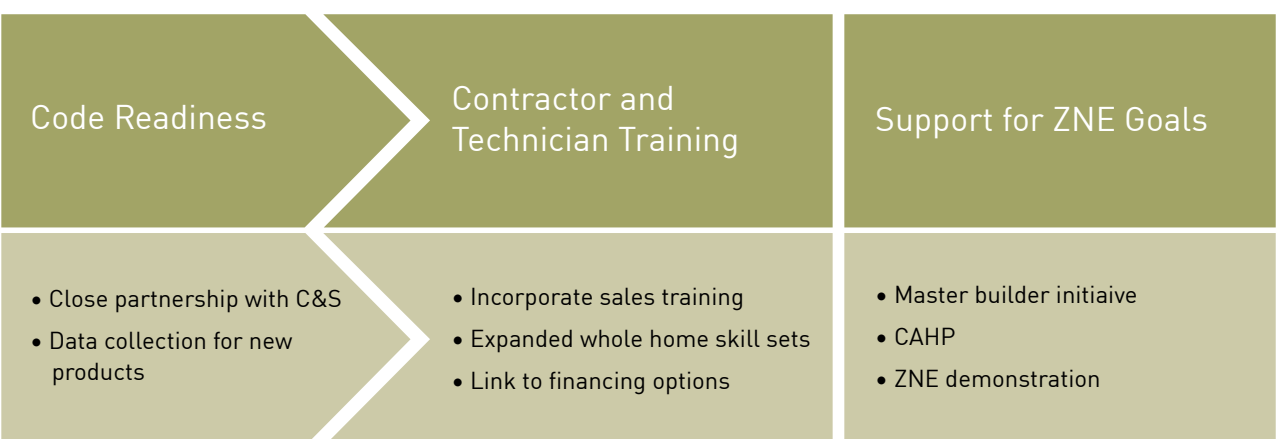 Code Readiness
Contractor and
Technician Training
Support for ZNE Goals
• Close partnership with C&S
• Data collection for new
products
• Incorporate sales training
• Expanded whole home skill sets
• Link to financing options
• Master builder initiaive
• CAHP
• ZNE demonstration